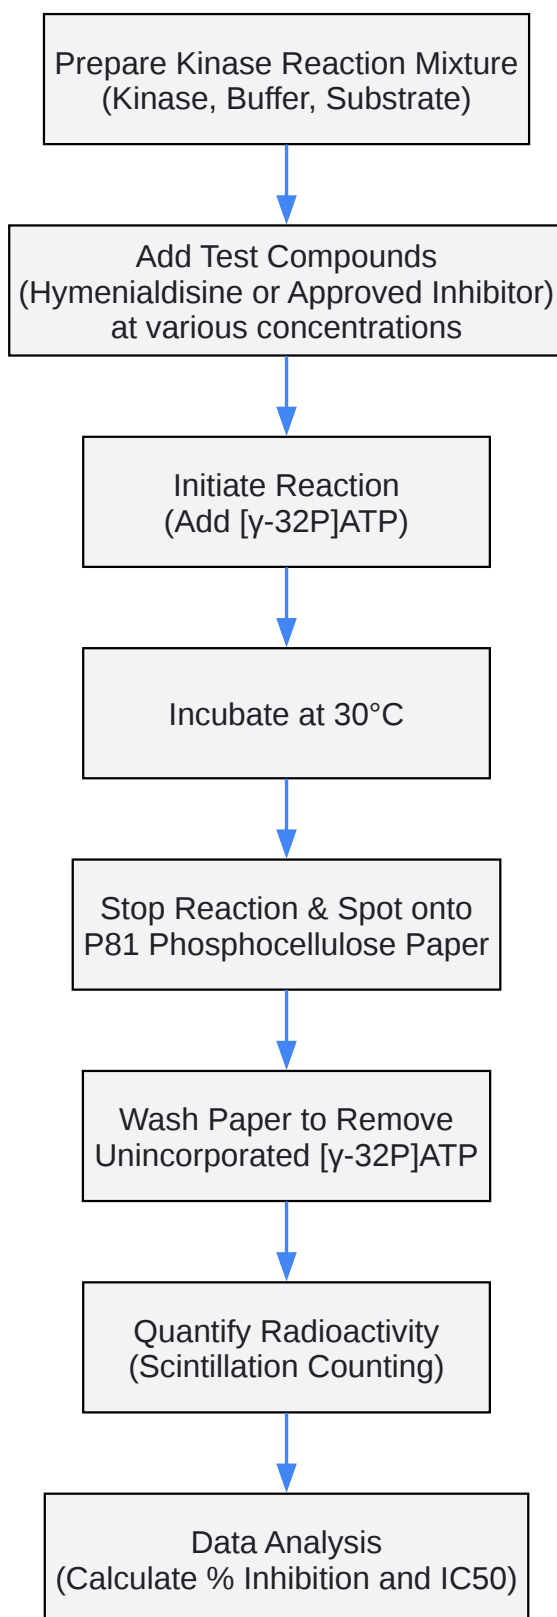 Prepare Kinase Reaction Mixture
(Kinase, Buffer, Substrate)
Add Test Compounds
(Hymenialdisine or Approved Inhibitor)
at various concentrations
Initiate Reaction
(Add [γ-32P]ATP)
Incubate at 30°C
Stop Reaction & Spot onto
P81 Phosphocellulose Paper
Wash Paper to Remove
Unincorporated [γ-32P]ATP
Quantify Radioactivity
(Scintillation Counting)
Data Analysis
(Calculate % Inhibition and IC50)